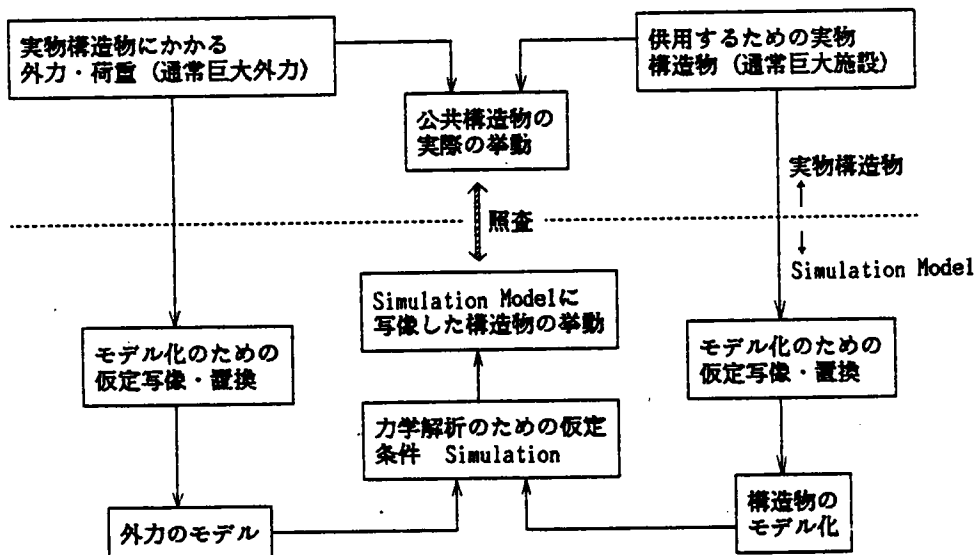 実物構造物にかかる
外力・荷重（通常巨大外力）
供用するための実物
構造物（通常巨大施設）
公共構造物の
実際の挙動
実物構造物
照査
Simulation Model
Simulation Modelに
写像した構造物の挙動
モデル化のための
仮定写像・置換
モデル化のための
仮定写像・置換
力学解析のための仮定
条件　Simulation
構造物の
モデル化
外力のモデル